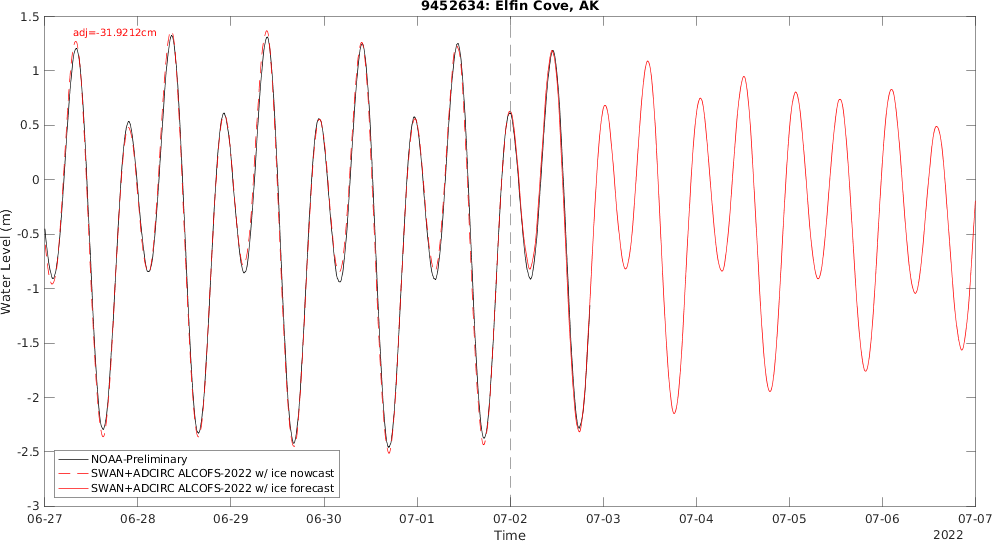 9452634: Elfin Cove, AK
adj=-31.9212cm
Water Level (m)
1.5
1
0.5
0
-0.5
-1
-1.5
-2
-2.5
-3
NOAA-Preliminary
SWAN+ADCIRC ALCOFS-2022 w/ ice nowcast
SWAN+ADCIRC ALCOFS-2022 w/ ice forecast
06-27 06-28 06-29 06-30 07-01 07-02 07-03 07-04 07-05 07-06 07-07
Time
2022